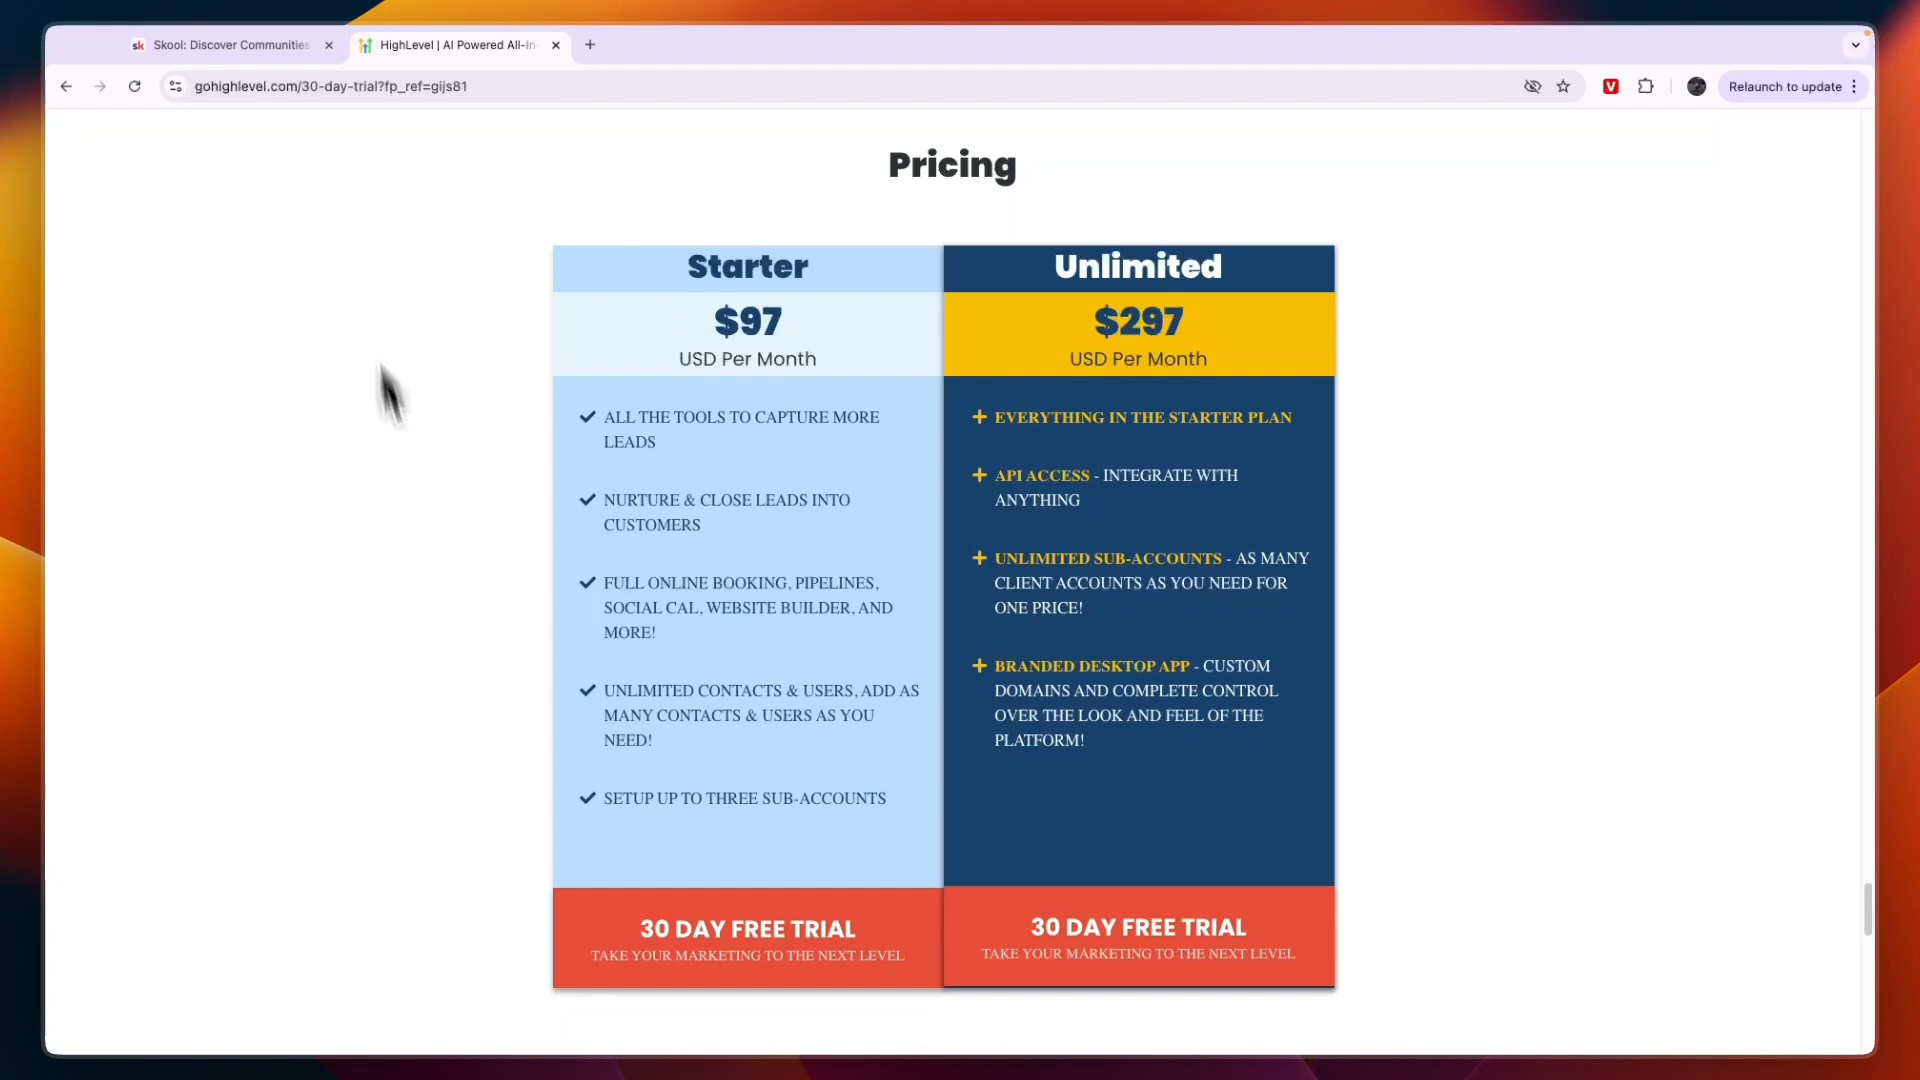 Skool: Discover Communities
HighLevel | AI Powered All-In-
gohighlevel.com/30-day-trial?fp_ref=gijs81
Relaunch to update
Pricing
Starter
$97
USD Per Month
ALL THE TOOLS TO CAPTURE MORE
LEADS
NURTURE & CLOSE LEADS INTO
CUSTOMERS
FULL ONLINE BOOKING, PIPELINES,
SOCIAL CAL, WEBSITE BUILDER, AND
MORE!
UNLIMITED CONTACTS & USERS, ADD AS
MANY CONTACTS & USERS AS YOU
NEED!
SETUP UP TO THREE SUB-ACCOUNTS
30 DAY FREE TRIAL
TAKE YOUR MARKETING TO THE NEXT LEVEL
Unlimited
$297
USD Per Month
EVERYTHING IN THE STARTER PLAN
API ACCESS - INTEGRATE WITH
ANYTHING
UNLIMITED SUB-ACCOUNTS - AS MANY
CLIENT ACCOUNTS AS YOU NEED FOR
ONE PRICE!
BRANDED DESKTOP APP - CUSTOM
DOMAINS AND COMPLETE CONTROL
OVER THE LOOK AND FEEL OF THE
PLATFORM!
30 DAY FREE TRIAL
TAKE YOUR MARKETING TO THE NEXT LEVEL